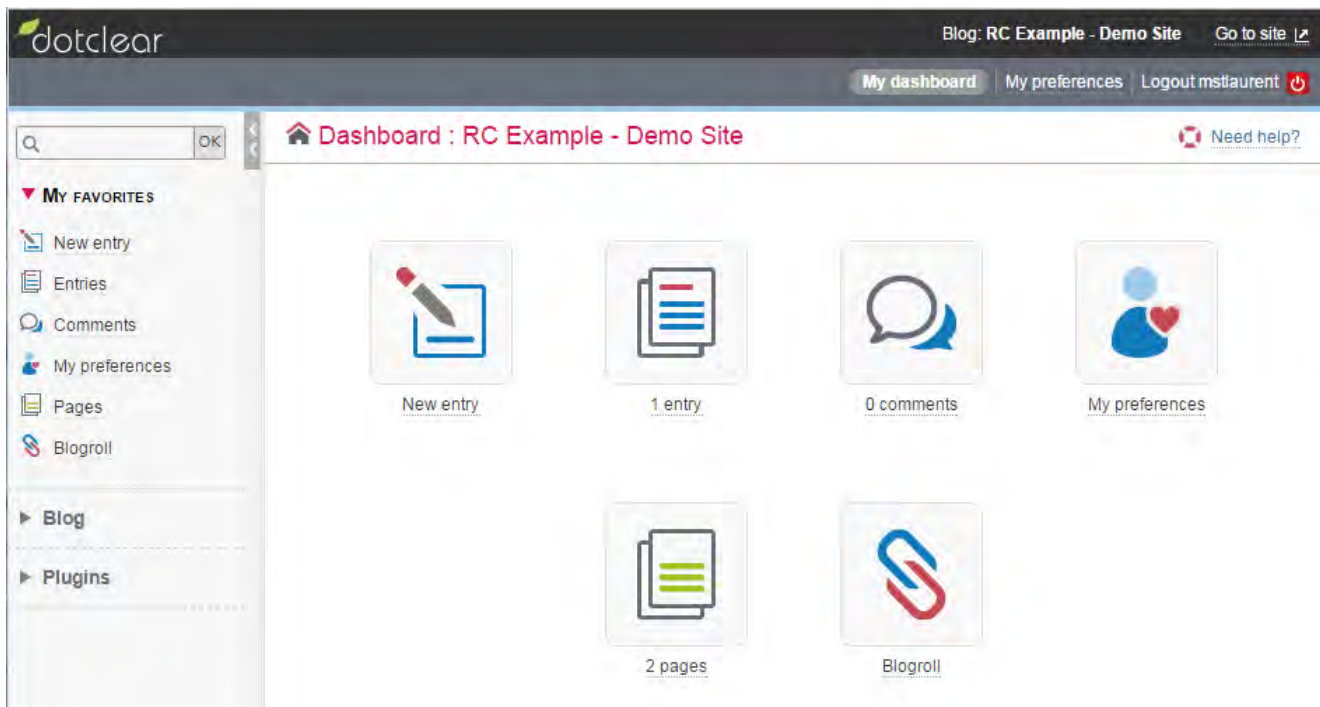 dotclear
Blog: RC Example - Demo Site Go to site
My dashboard My preferences Logout mstlaurent
OK
Dashboard : RC Example - Demo Site
Need help?
MY FAVORITES
New entry
Entries
Comments
My preferences
Pages
Blogroll
Blog
Plugins
New entry
1 entry
0 comments
My preferences
2 pages
Blogroll